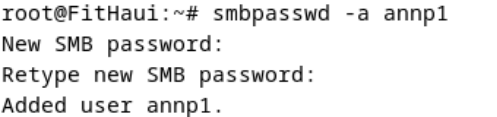 root@FitHaui:~# smbpasswd -a annp1
New SMB password:
Retype new SMB password:
Added user annp1.